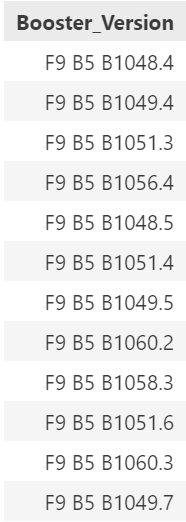 Booster_Version
F9 B5 B1048.4
F9 B5 B1049.4
F9 B5 B1051.3
F9 B5 B1056.4
F9 B5 B1048.5
F9 B5 B1051.4
F9 B5 B1049.5
F9 B5 B1060.2
F9 B5 B1058.3
F9 B5 B1051.6
F9 B5 B1060.3
F9 B5 B1049.7